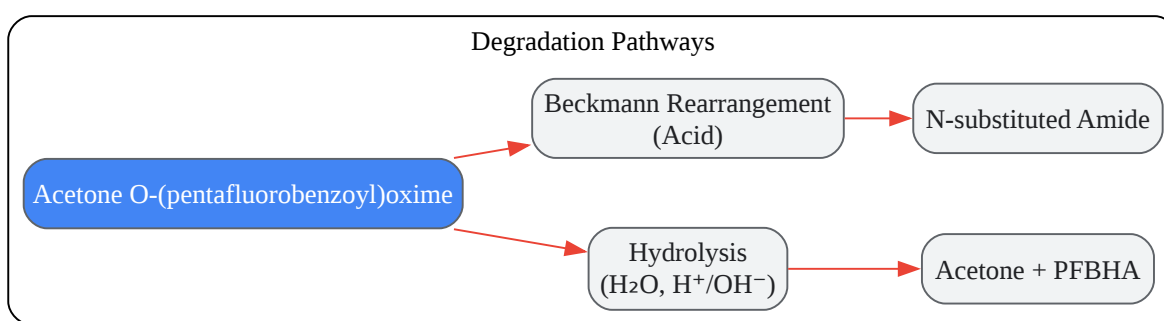 Degradation Pathways
Beckmann Rearrangement
(Acid)
N-substituted Amide
Acetone O-(pentafluorobenzoyl)oxime
Hydrolysis
(H₂O, H⁺/OH⁻)
Acetone + PFBHA